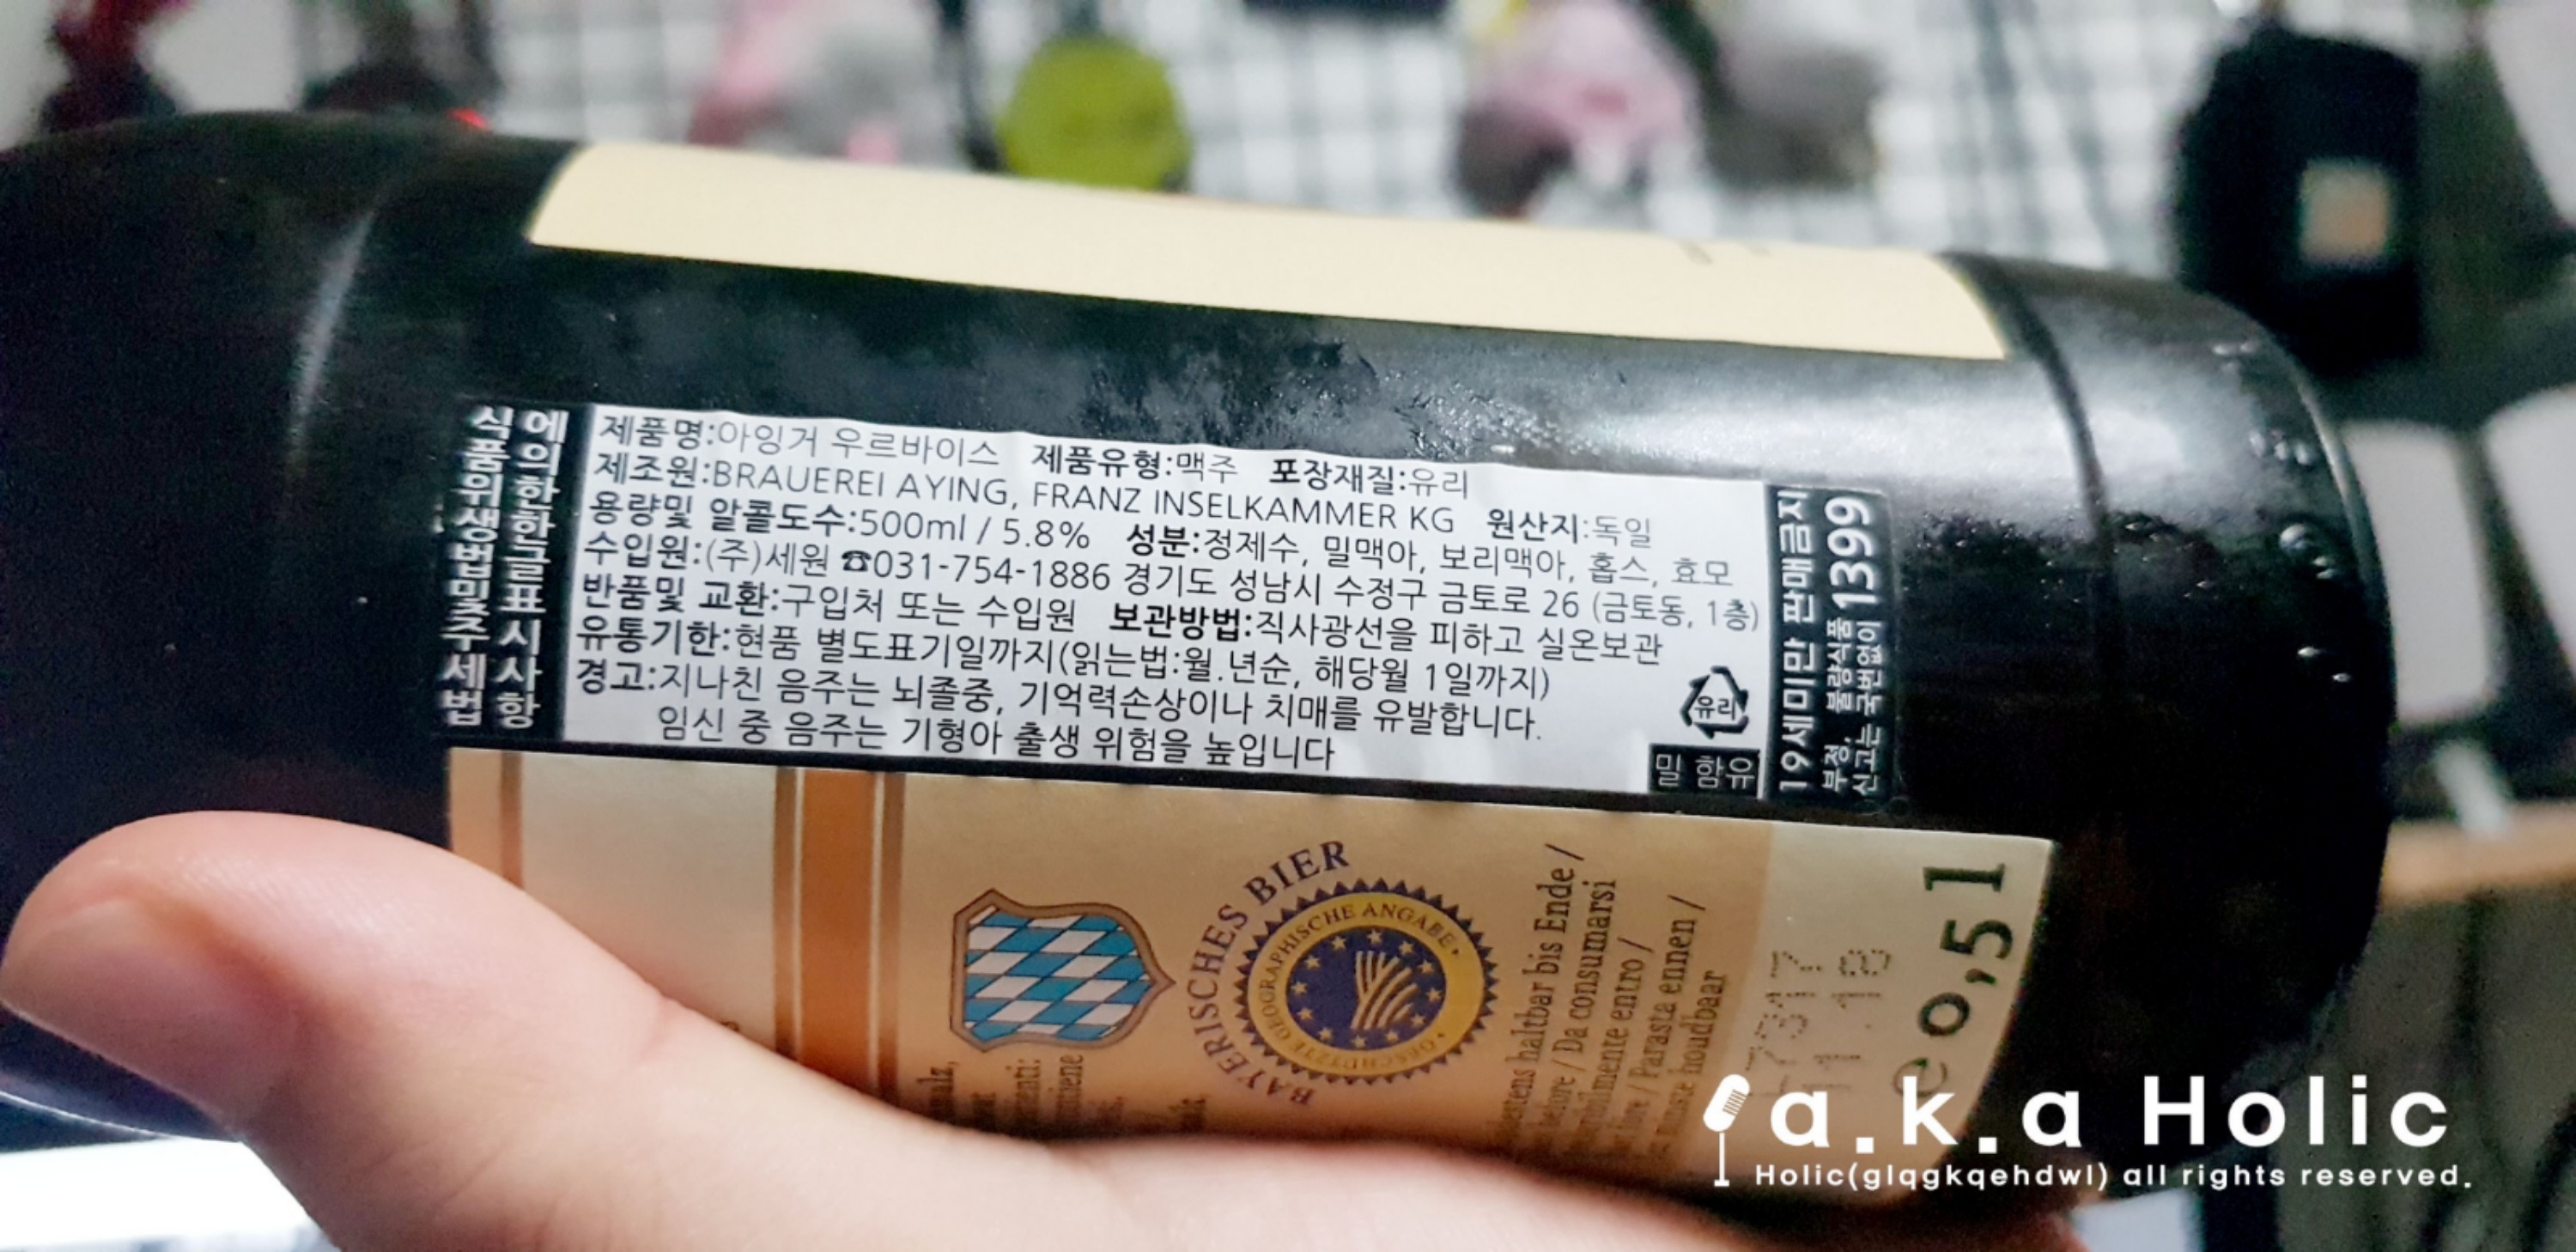 식품위생법및주세법
에의한한글표시사항
제품명:아잉거 우르바이스 제품유형:맥주 포장재질:유리
제조원:BRAUEREI AYING, FRANZ INSELKAMMER KG 원산지:독일
용량및 알콜도수:500ml / 5.8% 성분:정제수, 밀맥아, 보리맥아, 홉스, 효모
수입원:(주)세원 ☎031-754-1886 경기도 성남시 수정구 금토로 26 (금토동, 1층)
반품및 교환:구입처 또는 수입원 보관방법:직사광선을 피하고 실온보관
유통기한:현품 별도표기일까지(읽는법:월.년순, 해당월 1일까지)
경고:지나친 음주는 뇌졸중, 기억력손상이나 치매를 유발합니다.
임신 중 음주는 기형아 출생 위험을 높입니다
유리
밀 함유
19세미만 판매금지
부정, 불량식품
신고는 국번없이 1399
BAYERISCHES BIER
GESCHÜTZTE GEOGRAPHISCHE ANGABE
haltbar bis Ende /
before / Da consumarsi
entro /
/ Parasta ennen /
houdbaar
7317
11.18
e 0,5 l
a.k.a Holic
Holic(glqgkqehdwl) all rights reserved.